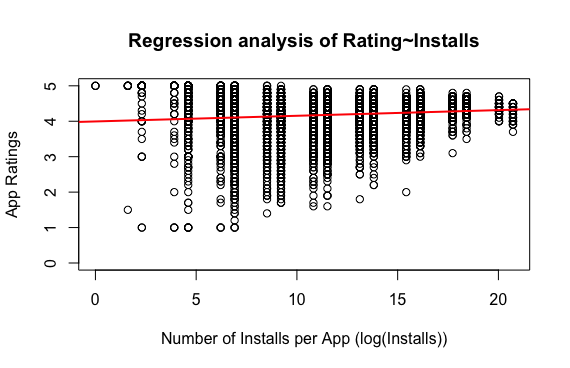 Regression analysis of Rating~Installs
App Ratings
5
4
3
2
1
0
0 5 10 15 20
Number of Installs per App (log(Installs))